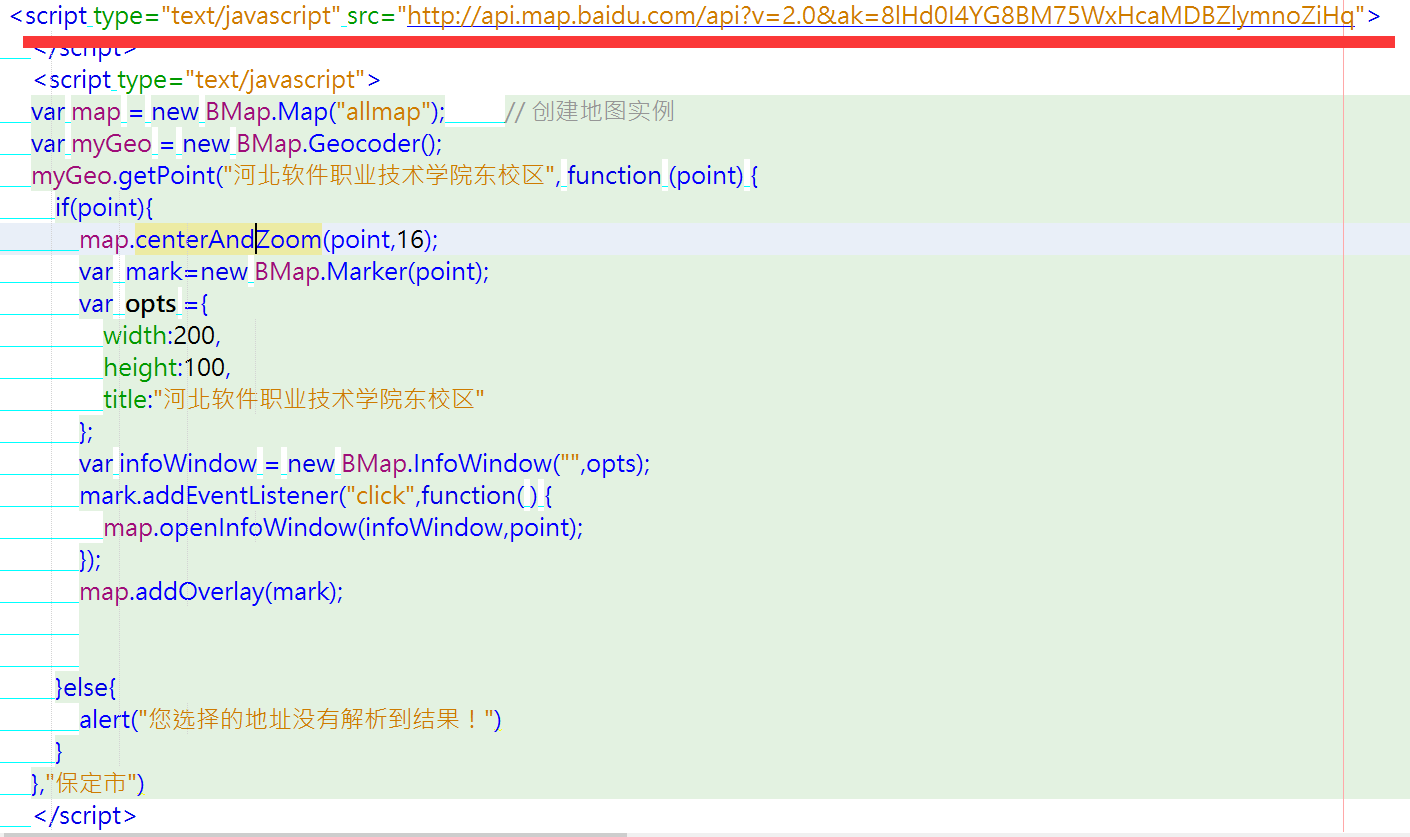 <script type="text/javascript" src="http://api.map.baidu.com/api?v=2.0&ak=8lHd0I4YG8BM75WxHcaMDBZlymnoZiHq">
</script>
<script type="text/javascript">
var map = new BMap.Map("allmap"); // 创建地图实例
var myGeo = new BMap.Geocoder();
myGeo.getPoint("河北软件职业技术学院东校区", function (point) {
if(point){
map.centerAndZoom(point,16);
var mark=new BMap.Marker(point);
var opts ={
width:200,
height:100,
title:"河北软件职业技术学院东校区"
};
var infoWindow = new BMap.InfoWindow("",opts);
mark.addEventListener("click",function( ) {
map.openInfoWindow(infoWindow,point);
});
map.addOverlay(mark);
}else{
alert("您选择的地址没有解析到结果！")
}
},"保定市")
</script>